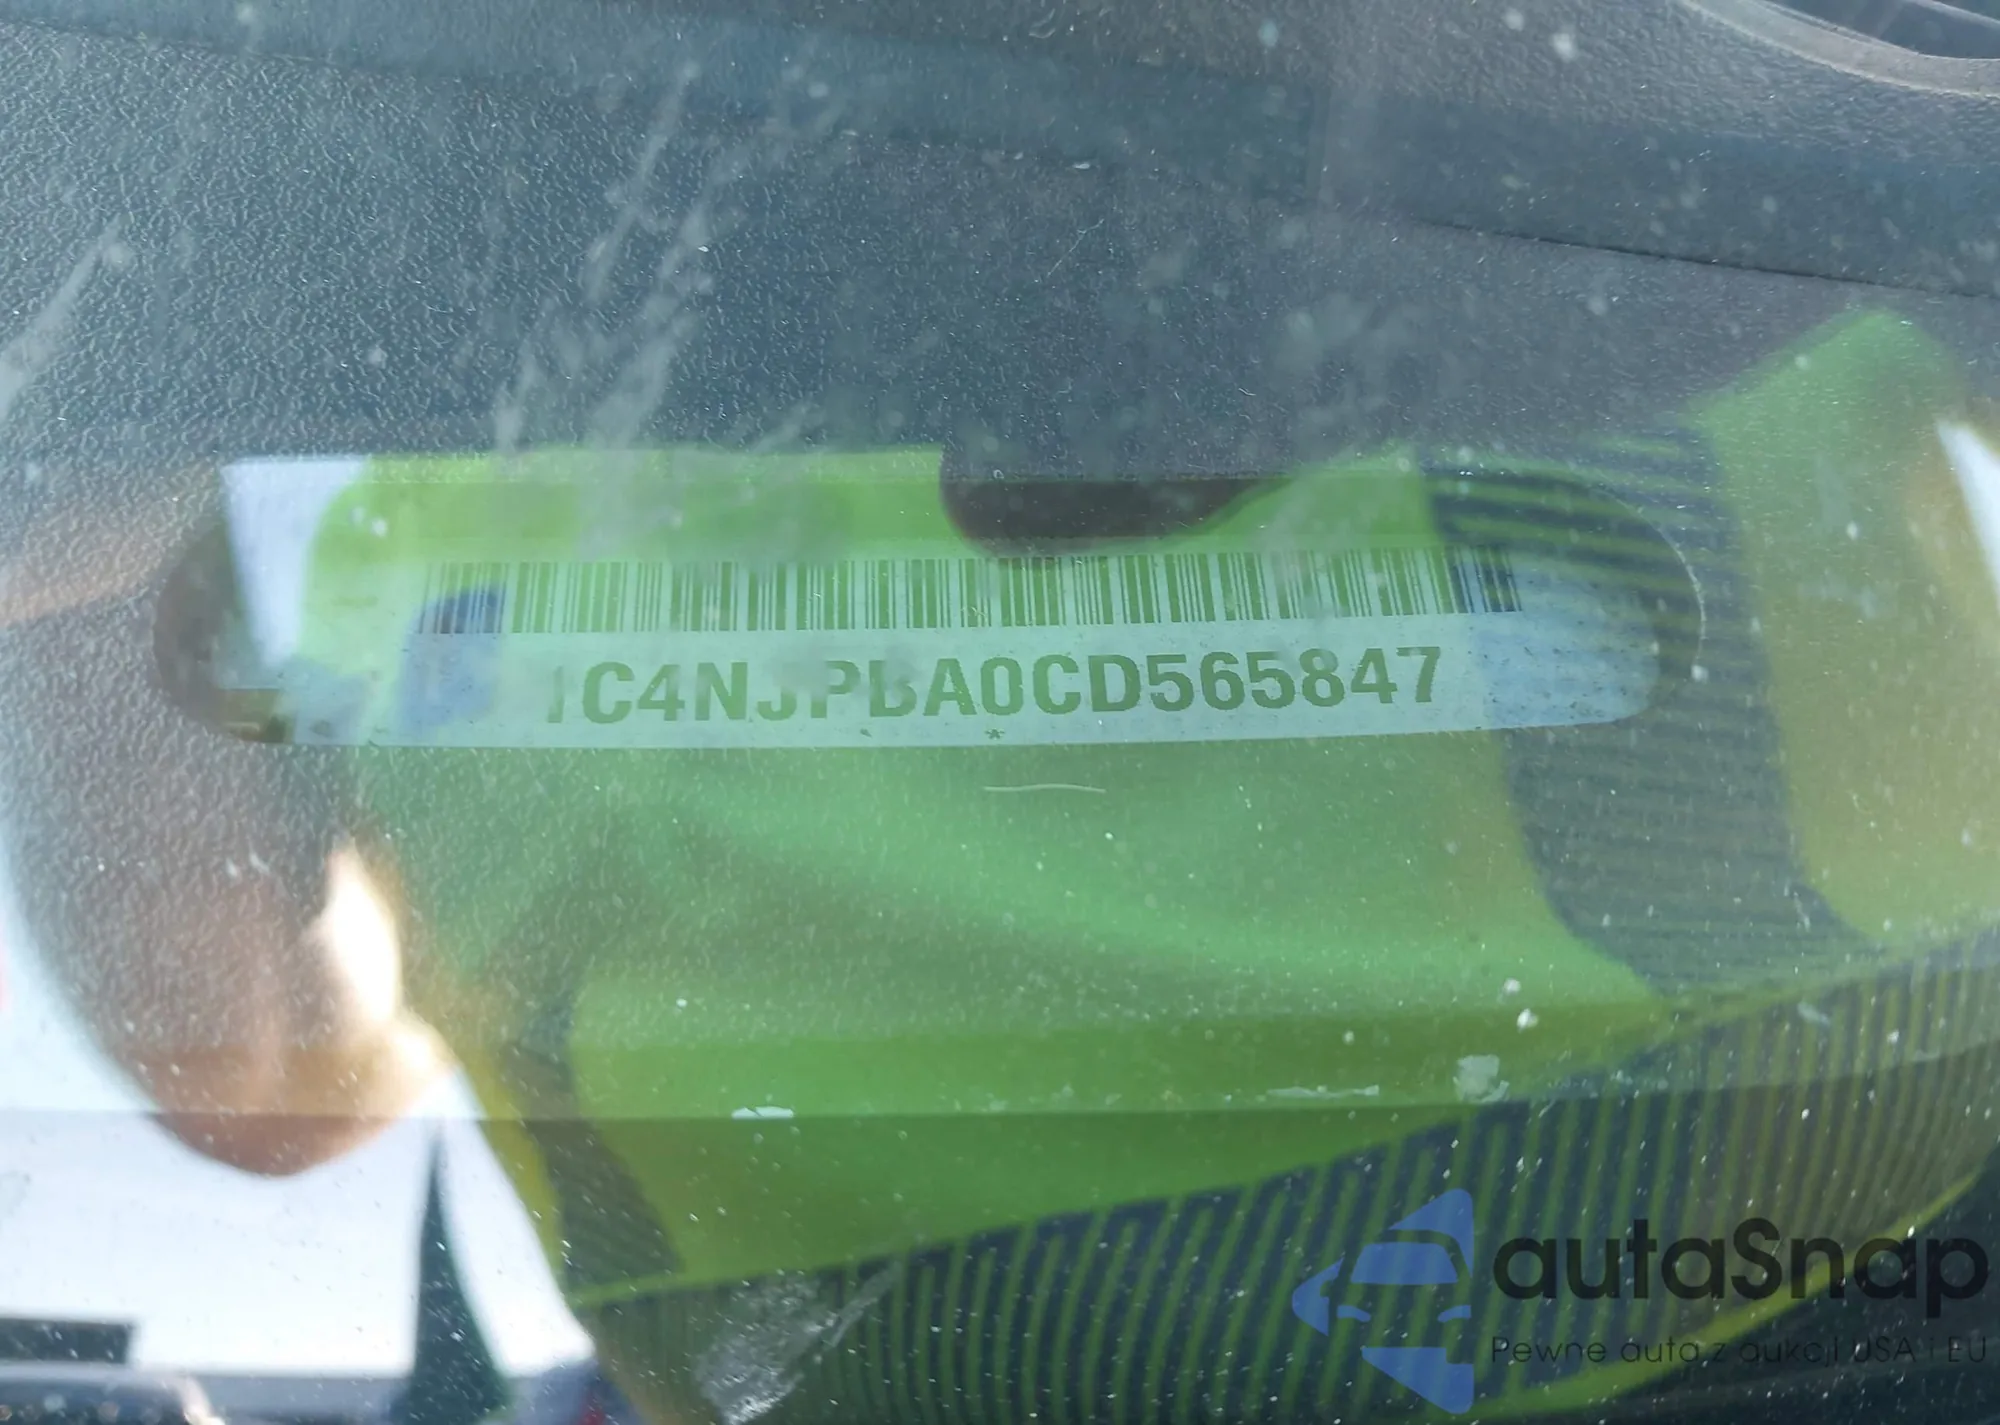 1C4NJPBA0CD565847
*
autaSnap
Pewne auta z aukcji USA i EU